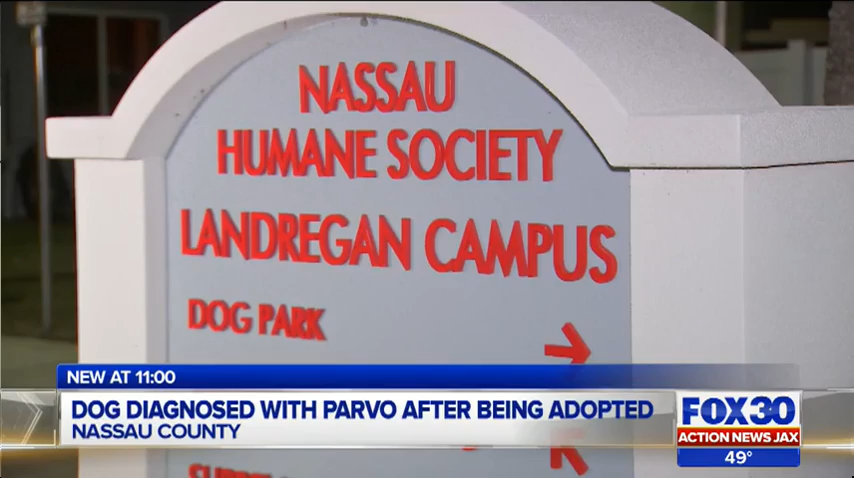 NASSAU
HUMANE SOCIETY
LANDREGAN CAMPUS
DOG PARK
NEW AT 11:00
DOG DIAGNOSED WITH PARVO AFTER BEING ADOPTED
NASSAU COUNTY
FOX30
ACTION NEWS JAX
49°